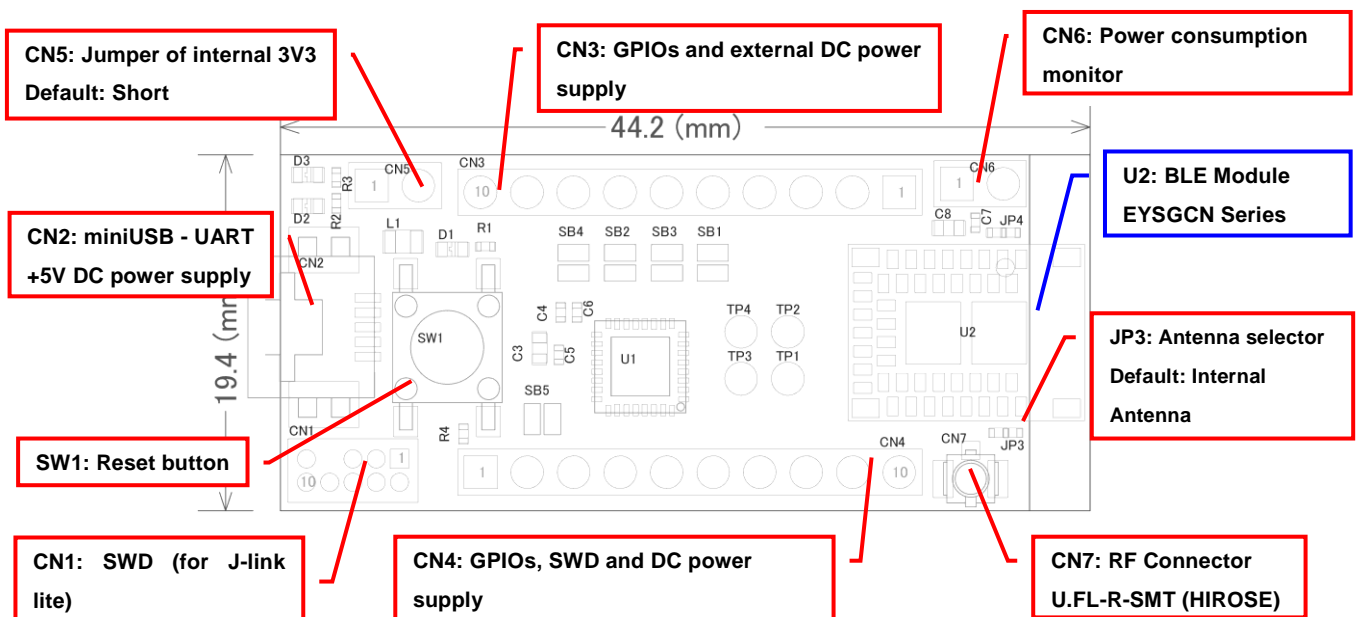 CN5: Jumper of internal 3V3
Default: Short
CN3: GPIOs and external DC power
supply
CN6: Power consumption
monitor
44.2 (mm)
D3
R3
1
CN5
CN3
10
1
1
CN6
U2: BLE Module
EYSGCN Series
D2
R2
L1
D1
R1
SB4
SB2
SB3
SB1
C8
C7
JP4
CN2: miniUSB - UART
+5V DC power supply
CN2
19.4 (mm)
SW1
C4
C6
C3
C5
U1
TP4
TP2
TP3
TP1
U2
JP3: Antenna selector
Default: Internal
Antenna
SB5
CN1
R4
CN4
CN7
JP3
SW1: Reset button
1
10
1
10
CN1: SWD (for J-link
lite)
CN4: GPIOs, SWD and DC power
supply
CN7: RF Connector
U.FL-R-SMT (HIROSE)